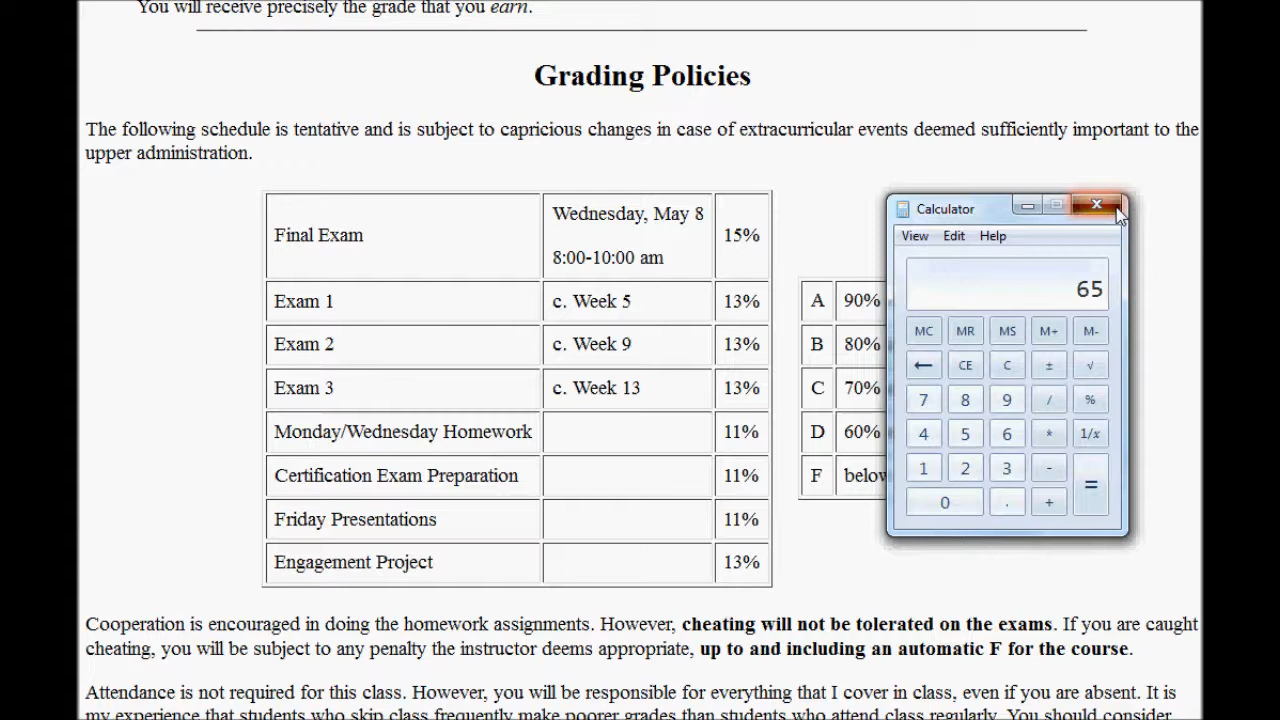 You will receive precisely the grade that you earn.
Grading Policies
The following schedule is tentative and is subject to capricious changes in case of extracurricular events deemed sufficiently important to the
upper administration.
Final Exam
Wednesday, May 8
8:00-10:00 am
15%
Exam 1 c. Week 5 13%
Exam 2 c. Week 9 13%
Exam 3 c. Week 13 13%
Monday/Wednesday Homework 11%
Certification Exam Preparation 11%
Friday Presentations 11%
Engagement Project 13%
A 90%
B 80%
C 70%
D 60%
F below
Calculator
View Edit Help
65
MC MR MS M+ M-
← CE C ± √
7 8 9 / %
4 5 6 * 1/x
1 2 3 - =
0 . +
Cooperation is encouraged in doing the homework assignments. However, cheating will not be tolerated on the exams. If you are caught
cheating, you will be subject to any penalty the instructor deems appropriate, up to and including an automatic F for the course.
Attendance is not required for this class. However, you will be responsible for everything that I cover in class, even if you are absent. It is
my experience that students who skip class frequently make poorer grades than students who attend class regularly. You should consider